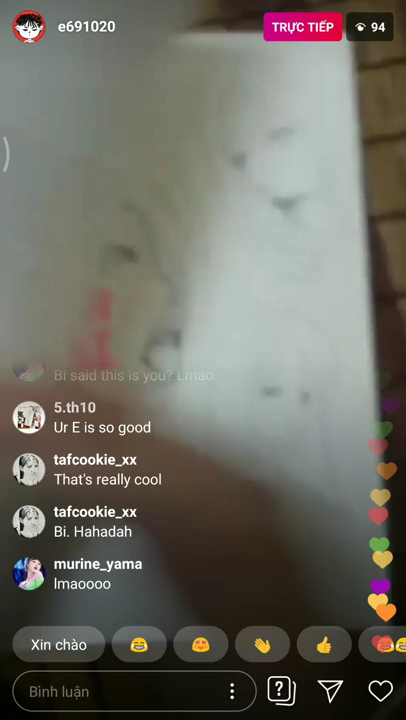 e691020
TRỰC TIẾP
94
Bi said this is you? Lmao
5.th10
Ur E is so good
tafcookie_xx
That's really cool
tafcookie_xx
Bi. Hahadah
murine_yama
lmaoooo
Xin chào
Bình luận